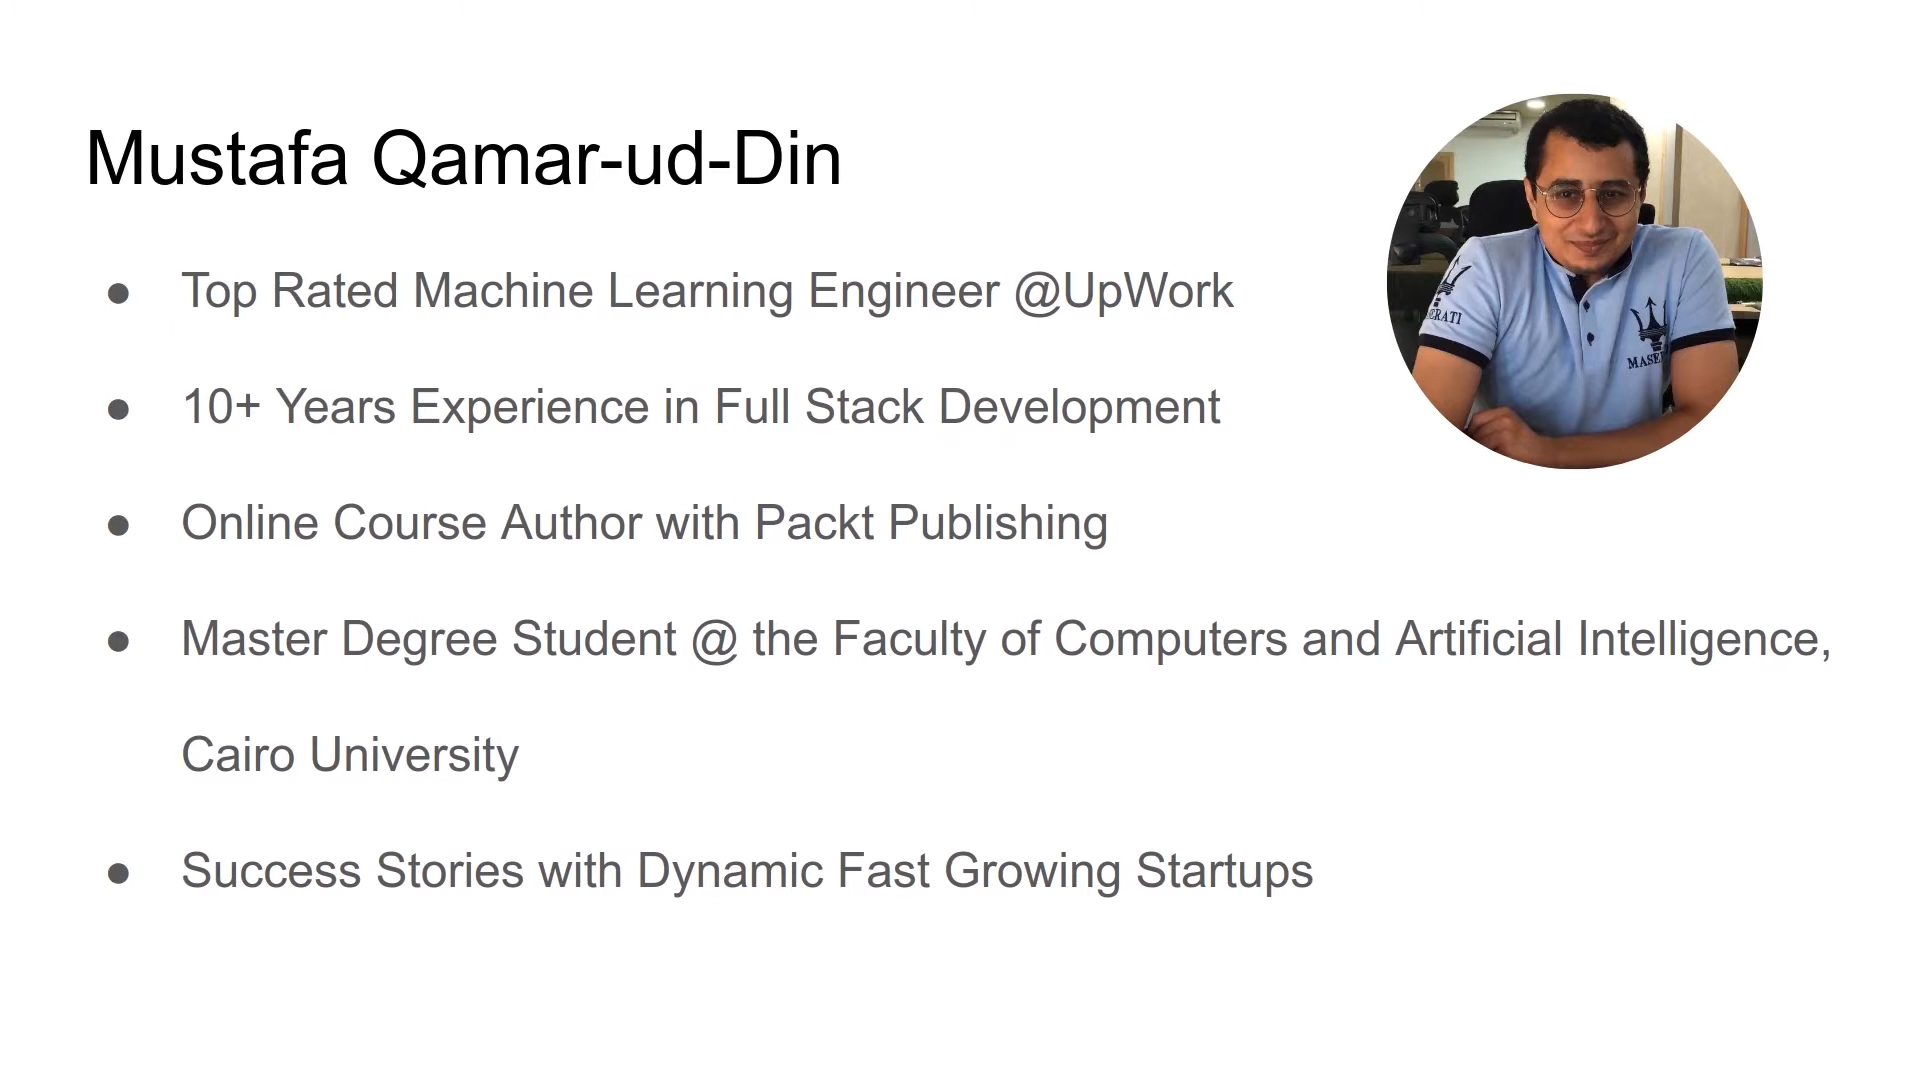 Mustafa Qamar-ud-Din
● Top Rated Machine Learning Engineer @UpWork
● 10+ Years Experience in Full Stack Development
● Online Course Author with Packt Publishing
● Master Degree Student @ the Faculty of Computers and Artificial Intelligence,
Cairo University
● Success Stories with Dynamic Fast Growing Startups